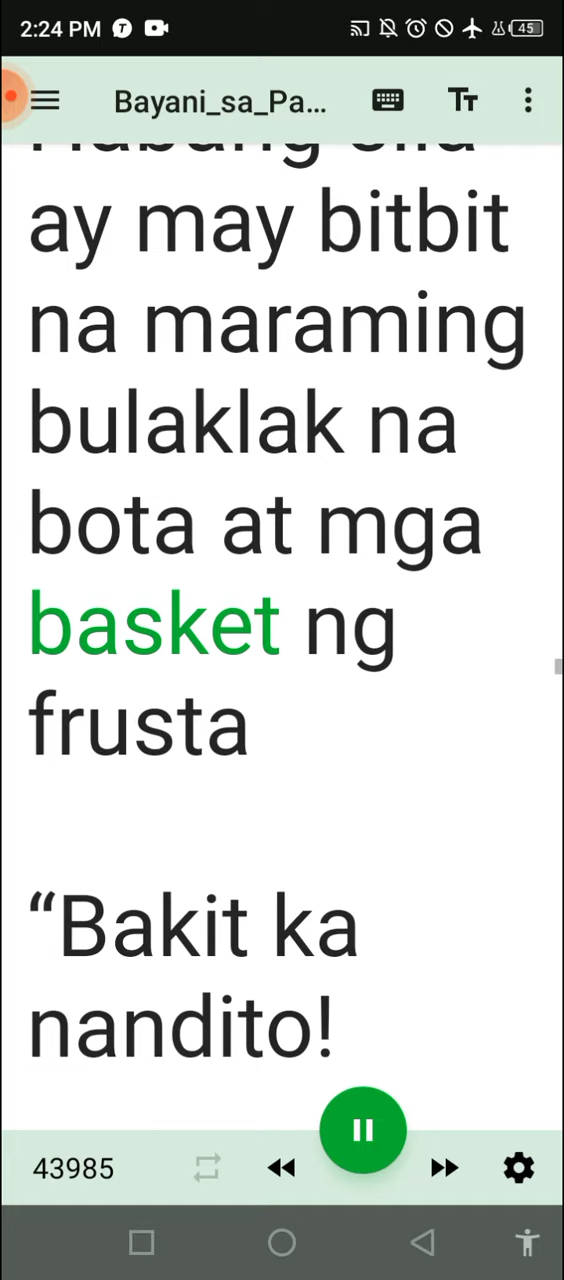 2:24 PM
45
Bayani_sa_Pa...
ay may bitbit
na maraming
bulaklak na
bota at mga
basket ng
frusta
“Bakit ka
nandito!
43985